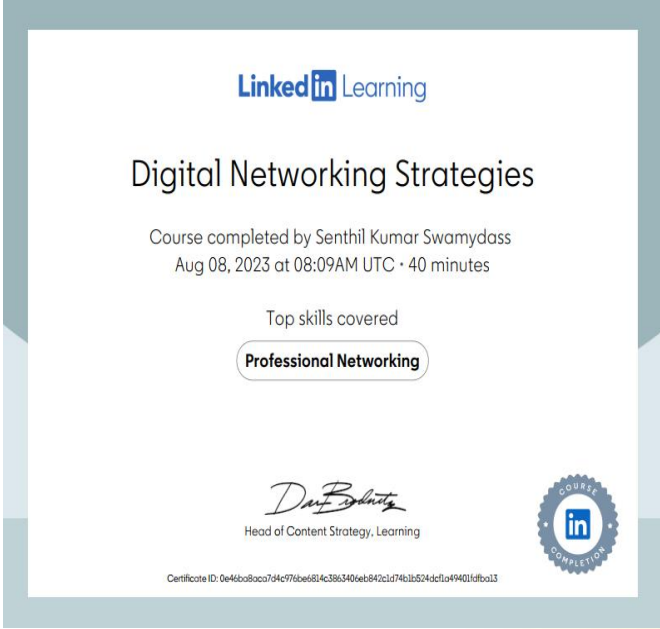 Linked in Learning
Digital Networking Strategies
Course completed by Senthil Kumar Swamydass
Aug 08, 2023 at 08:09AM UTC • 40 minutes
Top skills covered
Professional Networking
Head of Content Strategy, Learning
COURSE
in
COMPLETION
Certificate ID: 0e46ba8aca7d4c976be6814c3863406eb842c1d74b1b524dcf1a49401fdfba13